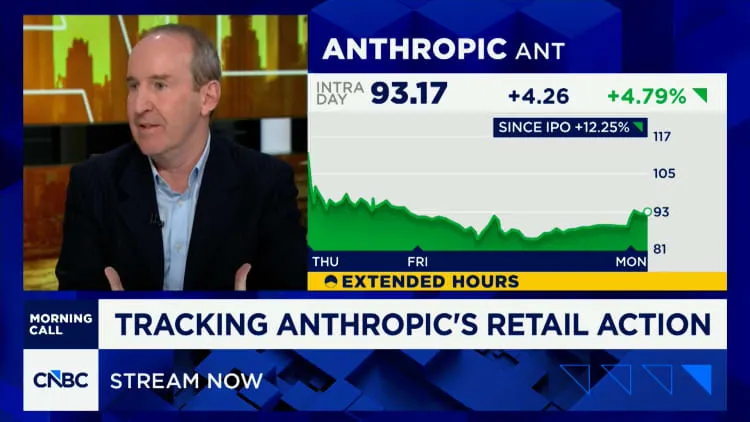 ANTHROPIC ANT
INTRA DAY 93.17 +4.26 +4.79%
SINCE IPO +12.25%
117
105
93
81
THU FRI MON
EXTENDED HOURS
MORNING CALL
TRACKING ANTHROPIC'S RETAIL ACTION
CNBC STREAM NOW